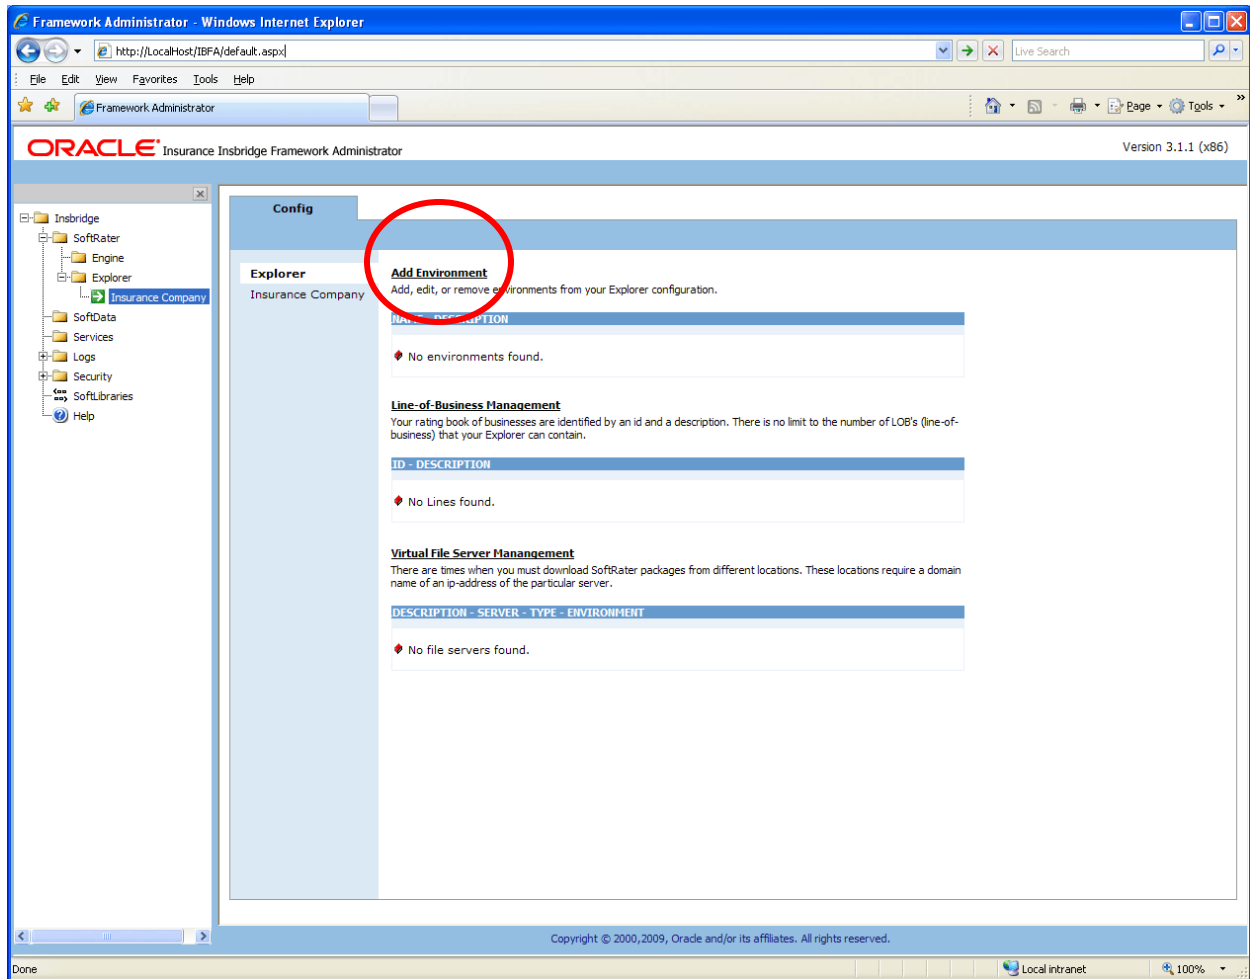 Framework Administrator - Windows Internet Explorer
http://LocalHost/IBFA/default.aspx
Live Search
File Edit View Favorites Tools Help
Framework Administrator
Page Tools »
ORACLE Insurance Insbridge Framework Administrator
Version 3.1.1 (x86)
Insbridge
SoftRater
Engine
Explorer
Insurance Company
SoftData
Services
Logs
Security
SoftLibraries
Help
Config
Explorer
Insurance Company
Add Environment
Add, edit, or remove environments from your Explorer configuration.
NAME - DESCRIPTION
No environments found.
Line-of-Business Management
Your rating book of businesses are identified by an id and a description. There is no limit to the number of LOB's (line-of-
business) that your Explorer can contain.
ID - DESCRIPTION
No Lines found.
Virtual File Server Manangement
There are times when you must download SoftRater packages from different locations. These locations require a domain
name of an ip-address of the particular server.
DESCRIPTION - SERVER - TYPE - ENVIRONMENT
No file servers found.
Copyright © 2000,2009, Oracle and/or its affiliates. All rights reserved.
Done
Local intranet
100%